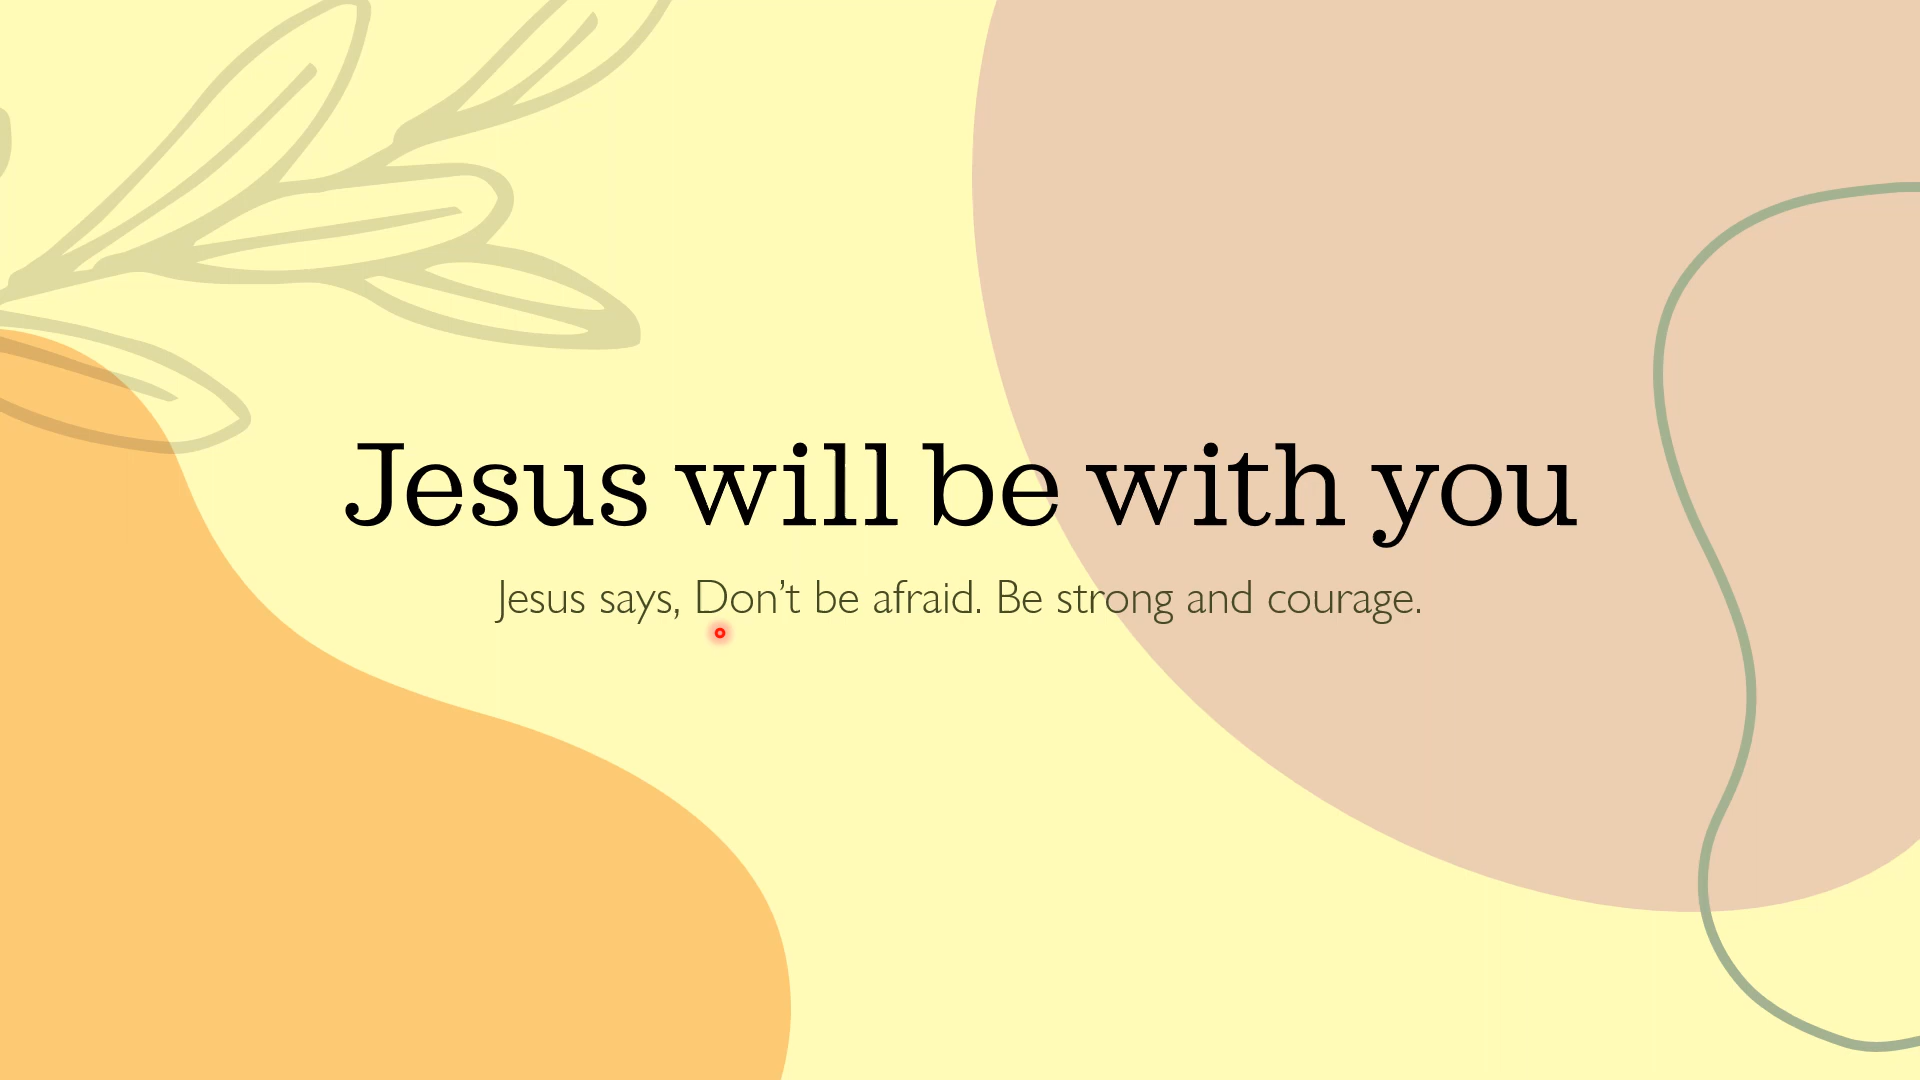 Jesus will be with you
Jesus says, Don’t be afraid. Be strong and courage.